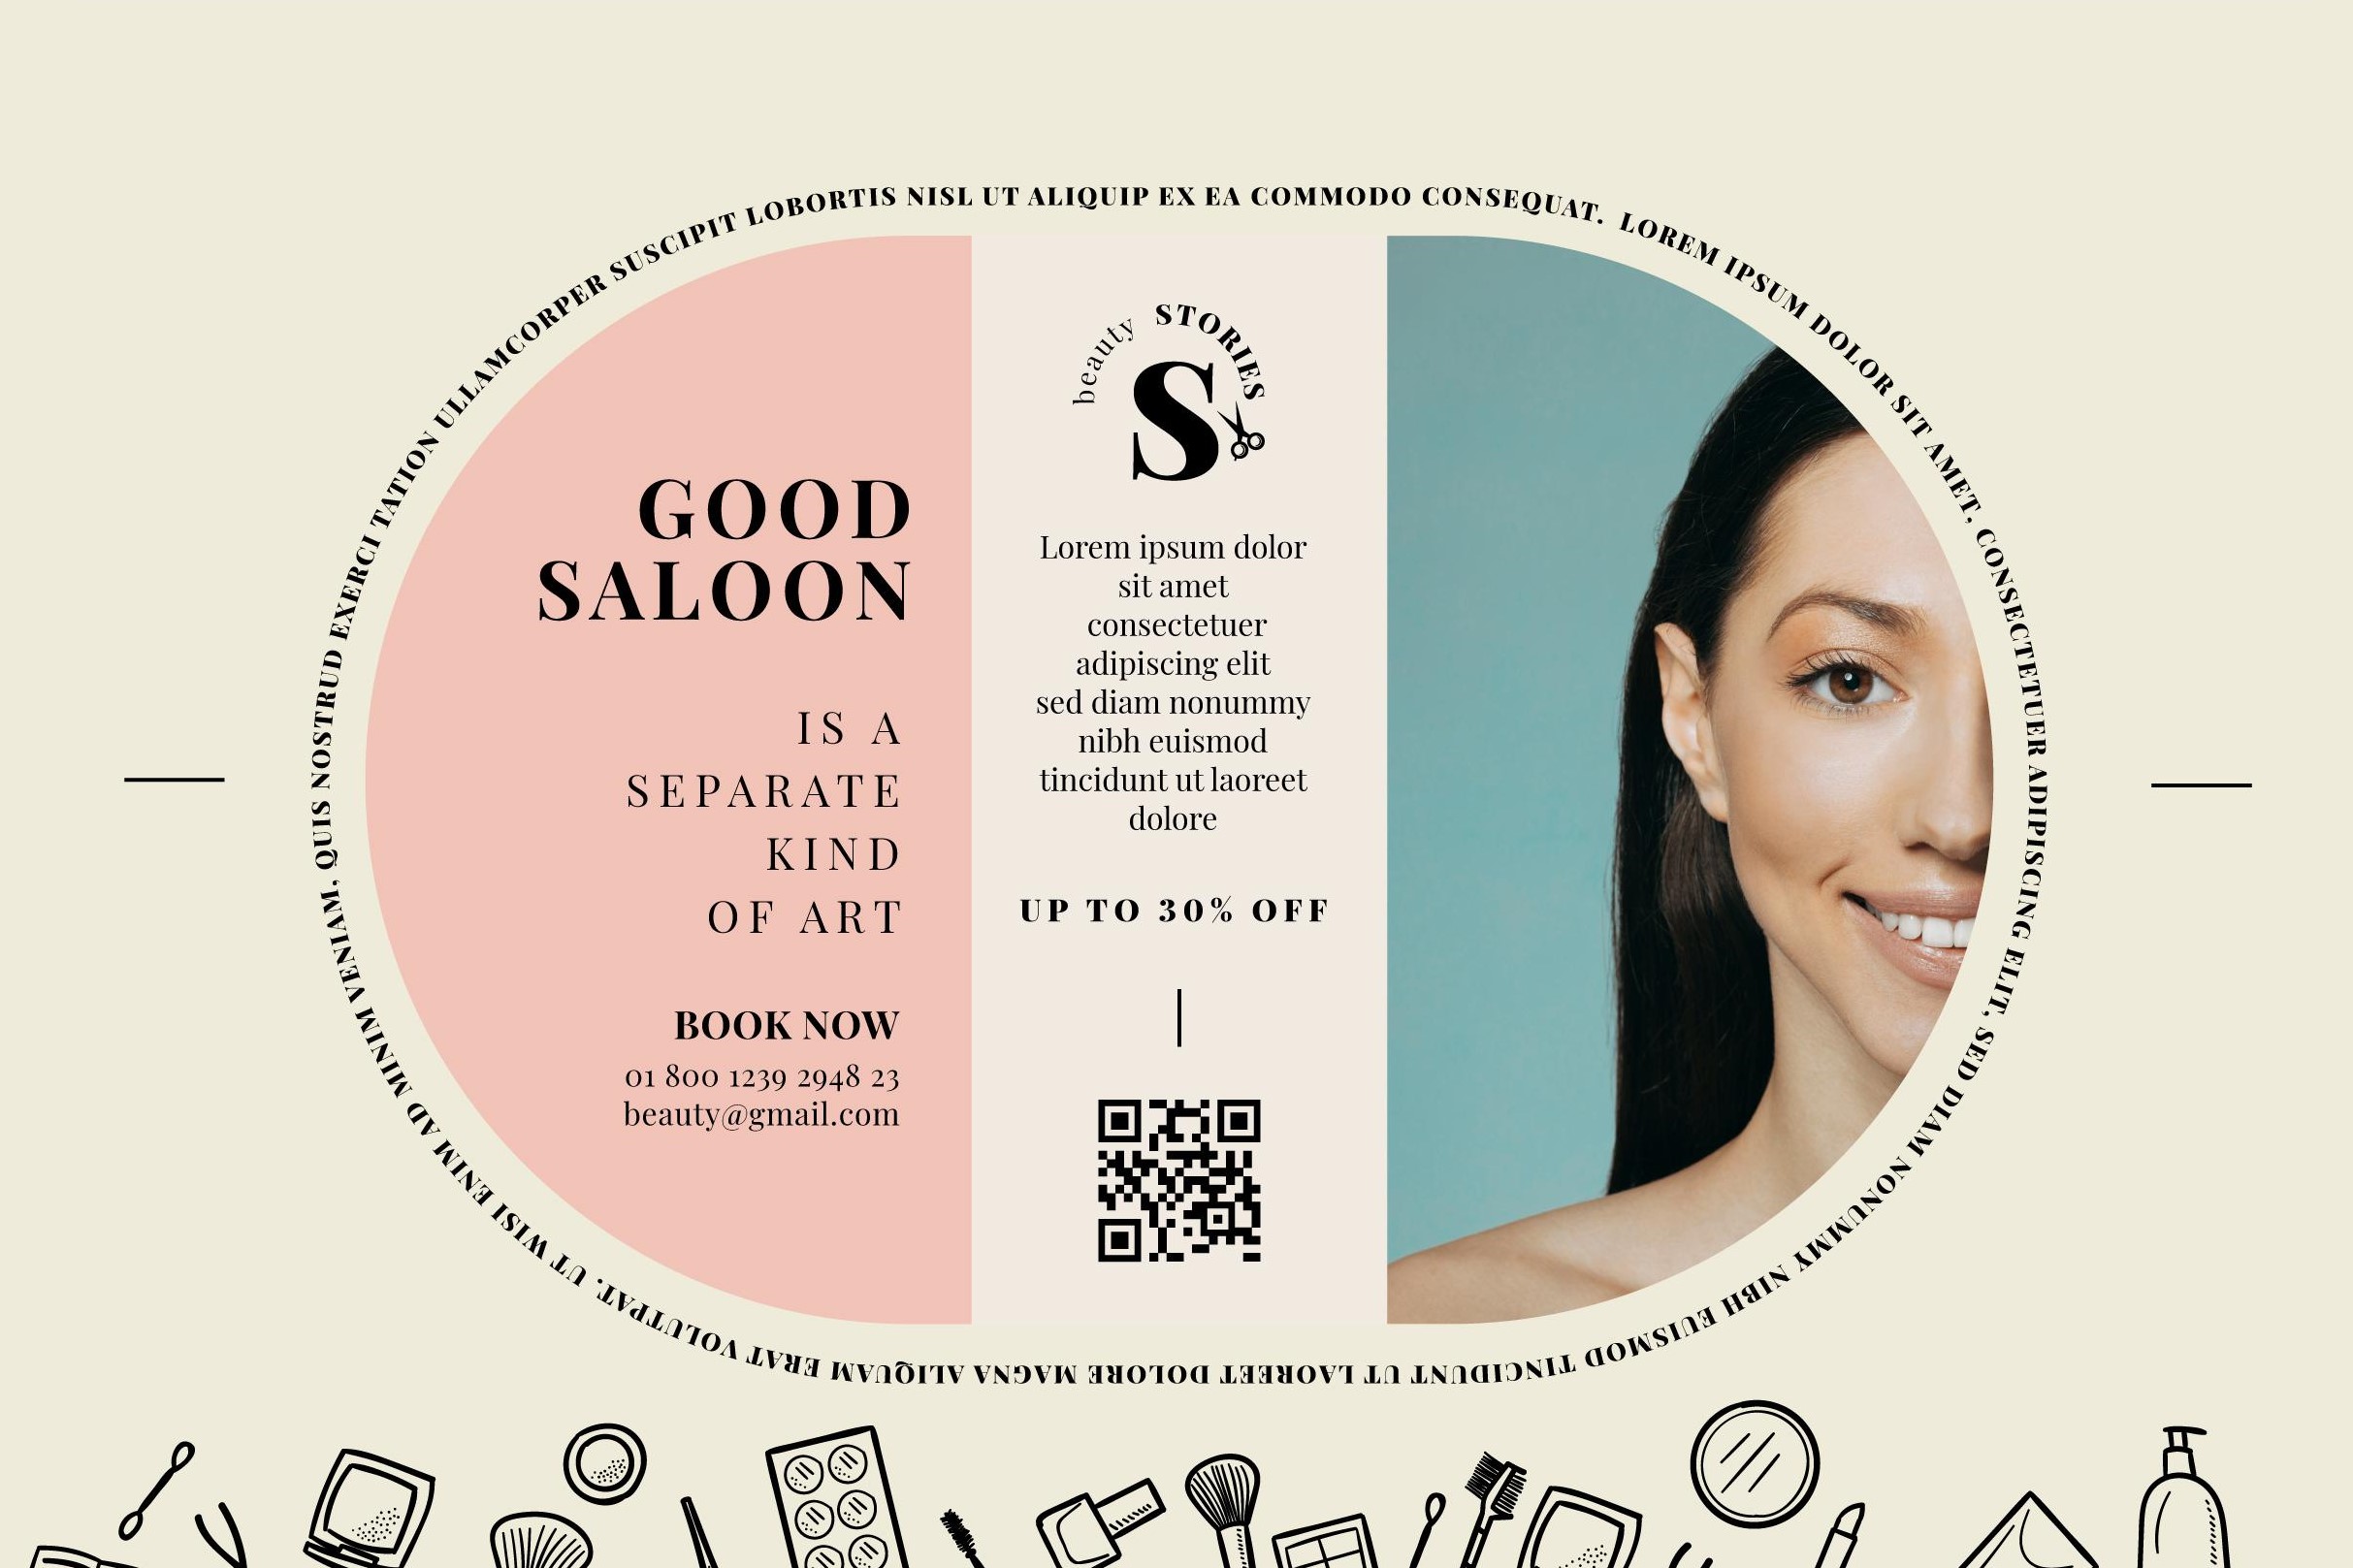 LOREM IPSUM DOLOR SIT AMET, CONSECTETUER ADIPISCING ELIT, SED DIAM NONUMMY NIBH EUISMOD TINCIDUNT UT LAOREET DOLORE MAGNA ALIQUAM ERAT VOLUTPAT. UT WISI ENIM AD MINIM VENIAM, QUIS NOSTRUD EXERCI TATION ULLAMCORPER SUSCIPIT LOBORTIS NISL UT ALIQUIP EX EA COMMODO CONSEQUAT.
GOOD
SALOON
IS A
SEPARATE
KIND
OF ART
BOOK NOW
01 800 1239 2948 23
beauty@gmail.com
beauty STORIES
S
Lorem ipsum dolor
sit amet
consectetuer
adipiscing elit
sed diam nonummy
nibh euismod
tincidunt ut laoreet
dolore
UP TO 30% OFF